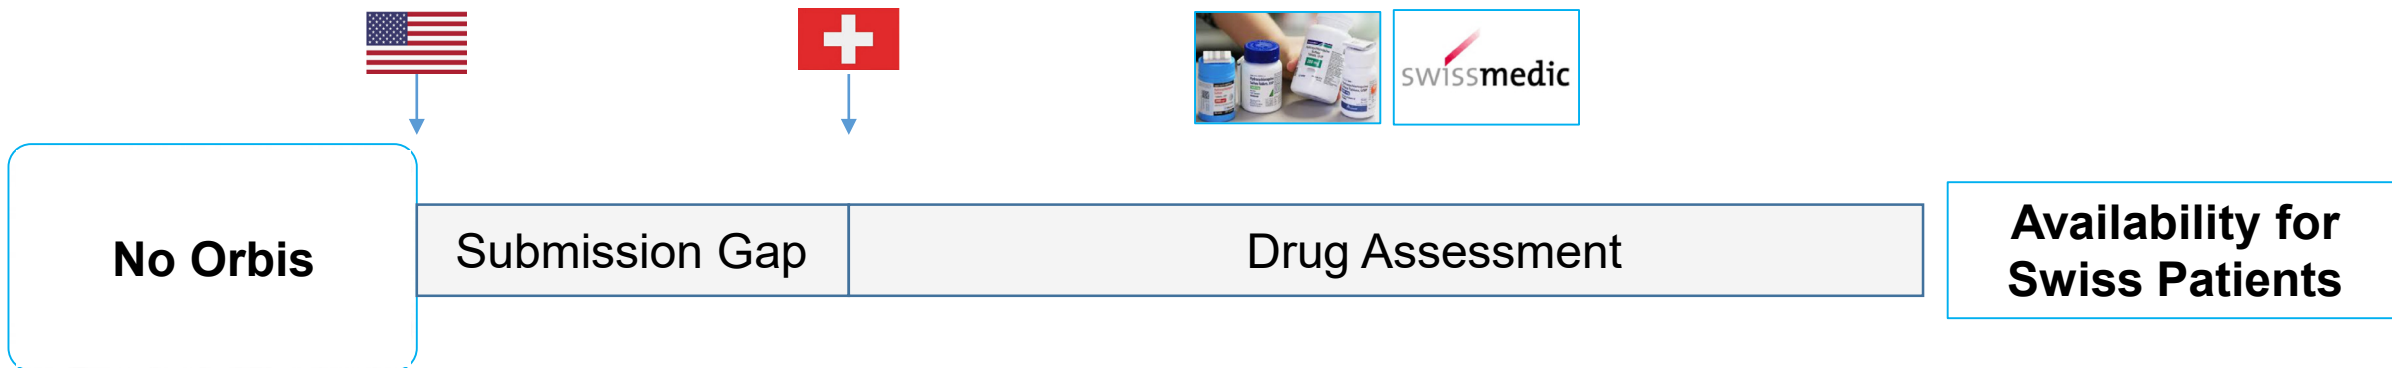 swissmedic
No Orbis
Submission Gap
Drug Assessment
Availability for
Swiss Patients